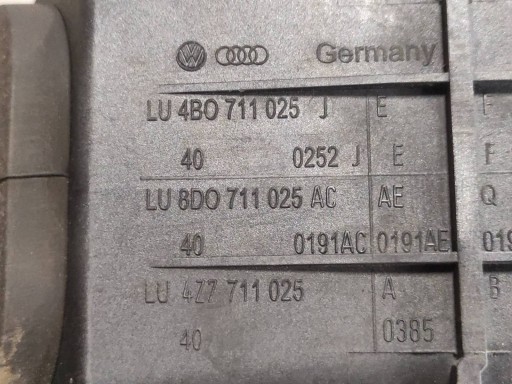 Germany
LU 4B0 711 025 J E F
40 0252 J E F
LU 8D0 711 025 AC AE Q
40 0191AC 0191AE 019
LU 4Z7 711 025 A B
40 0385